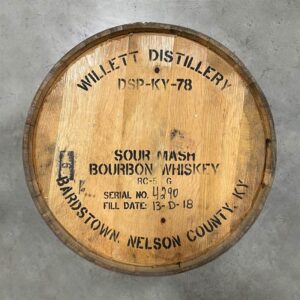 WILLETT DISTILLERY
DSP-KY-78
SOUR MASH
BOURBON WHISKEY
SERIAL NO. 4290
FILL DATE: 13-D-18
BARDSTOWN, NELSON COUNTY, KY